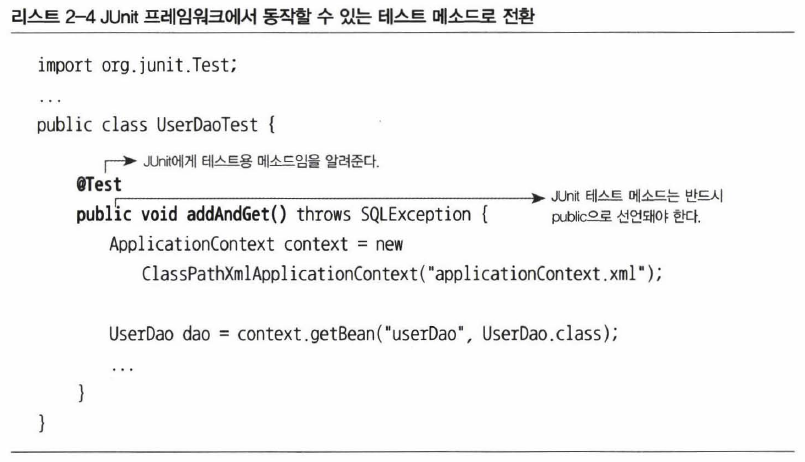 리스트 2-4 JUnit 프레임워크에서 동작할 수 있는 테스트 메소드로 전환
import org.junit.Test;
...
public class UserDaoTest {
JUnit에게 테스트용 메소드임을 알려준다.
@Test
JUnit 테스트 메소드는 반드시
public void addAndGet() throws SQLException {
public으로 선언돼야 한다.
ApplicationContext context = new
ClassPathXmlApplicationContext("applicationContext.xml");
UserDao dao = context.getBean("userDao", UserDao.class);
...
}
}